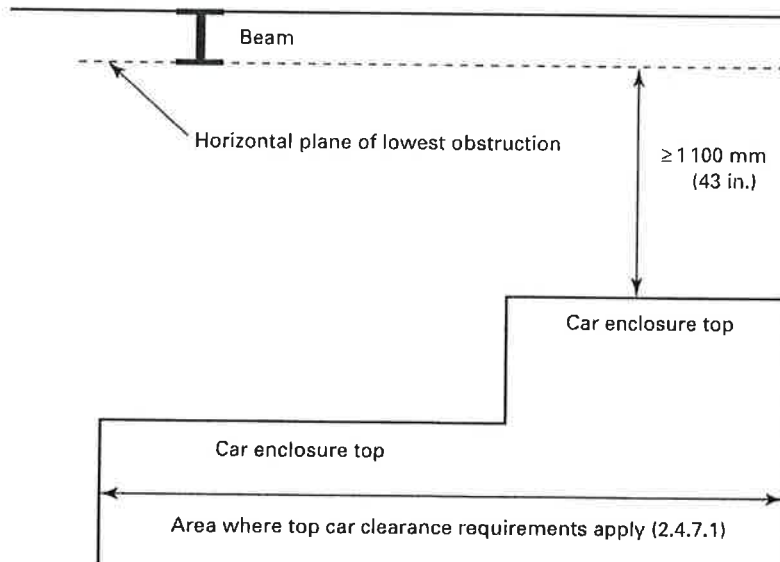 Beam
Horizontal plane of lowest obstruction
≥ 1 100 mm
(43 in.)
Car enclosure top
Car enclosure top
Area where top car clearance requirements apply (2.4.7.1)